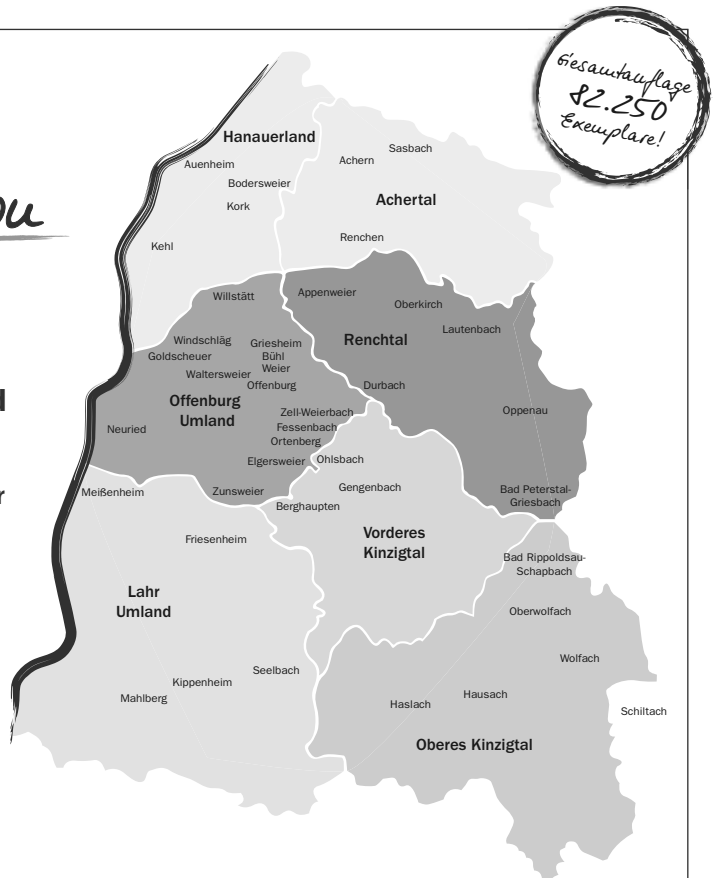 Gesamtauflage
82.250
Exemplare!
Hanauerland
Auenheim
Bodersweier
Kork
Kehl
Sasbach
Achern
Achertal
Renchen
Willstätt
Windschläg
Goldscheuer
Griesheim
Bühl
Weier
Waltersweier
Offenburg
Offenburg
Umland
Neuried
Zell-Weierbach
Fessenbach
Ortenberg
Elgersweier
Zunsweier
Appenweier
Oberkirch
Lautenbach
Renchtal
Durbach
Oppenau
Bad Peterstal-
Griesbach
Ohlsbach
Gengenbach
Berghaupten
Vorderes
Kinzigtal
Meißenheim
Friesenheim
Lahr
Umland
Seelbach
Kippenheim
Mahlberg
Bad Rippoldsau-
Schapbach
Oberwolfach
Wolfach
Hausach
Haslach
Schiltach
Oberes Kinzigtal